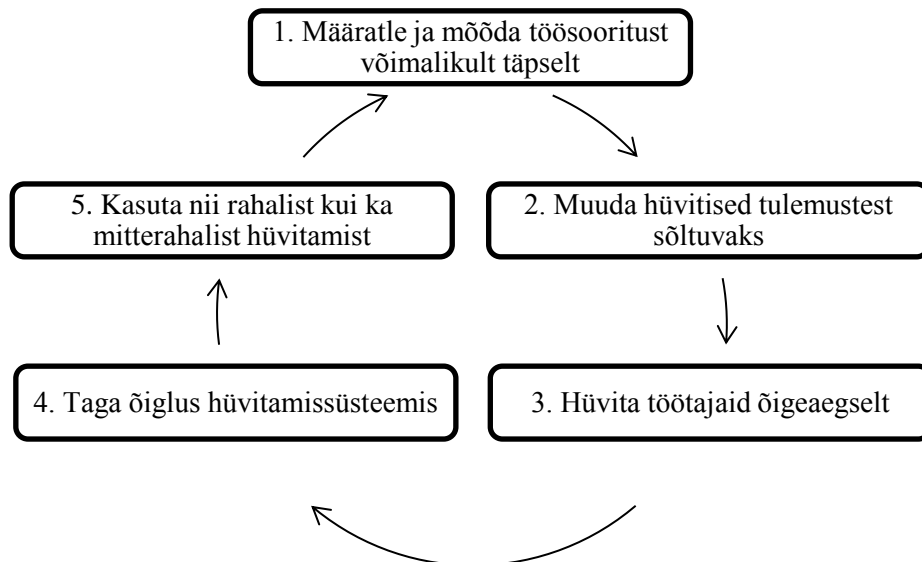 1. Määratle ja mõõda töösooritust
võimalikult täpselt
2. Muuda hüvitised tulemustest
sõltuvaks
3. Hüvita töötajaid õigeaegselt
4. Taga õiglus hüvitamissüsteemis
5. Kasuta nii rahalist kui ka
mitterahalist hüvitamist